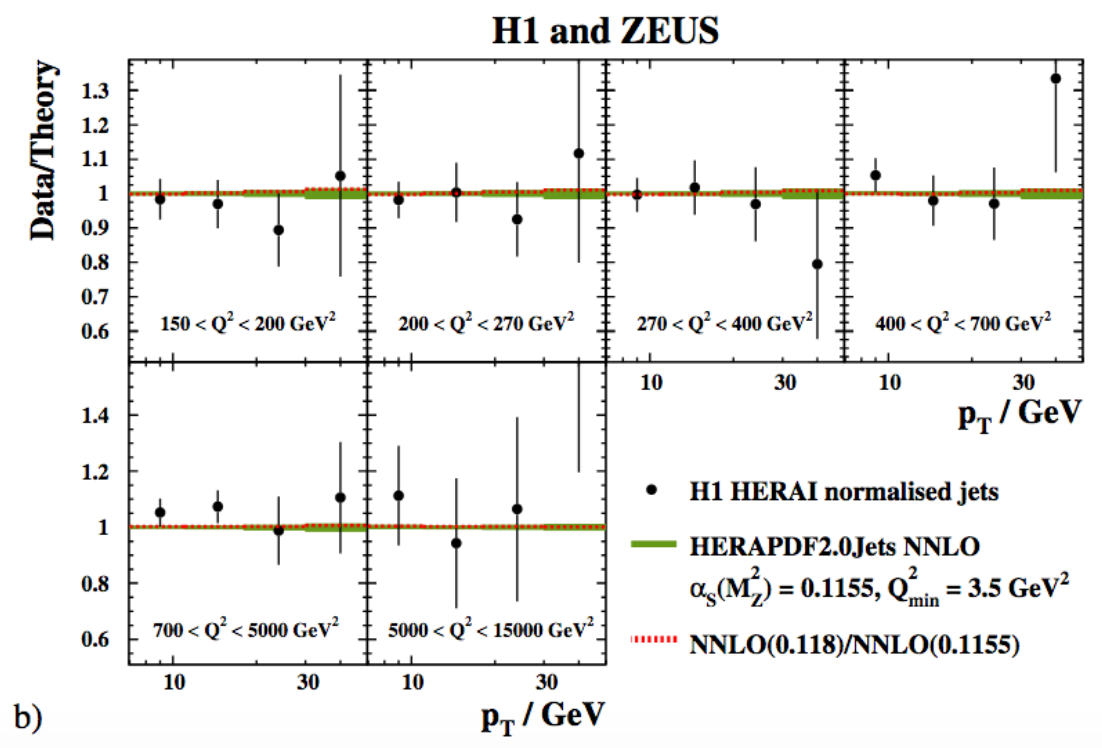 H1 and ZEUS
Data/Theory
1.3
1.2
1.1
1
0.9
0.8
0.7
0.6
150 < Q² < 200 GeV²
200 < Q² < 270 GeV²
270 < Q² < 400 GeV²
400 < Q² < 700 GeV²
10 30
10 30
p_T / GeV
1.4
1.2
1
0.8
0.6
700 < Q² < 5000 GeV²
5000 < Q² < 15000 GeV²
10 30
10 30
p_T / GeV
H1 HERAI normalised jets
HERAPDF2.0Jets NNLO
α_S(M_Z²) = 0.1155, Q²_min = 3.5 GeV²
NNLO(0.118)/NNLO(0.1155)
b)